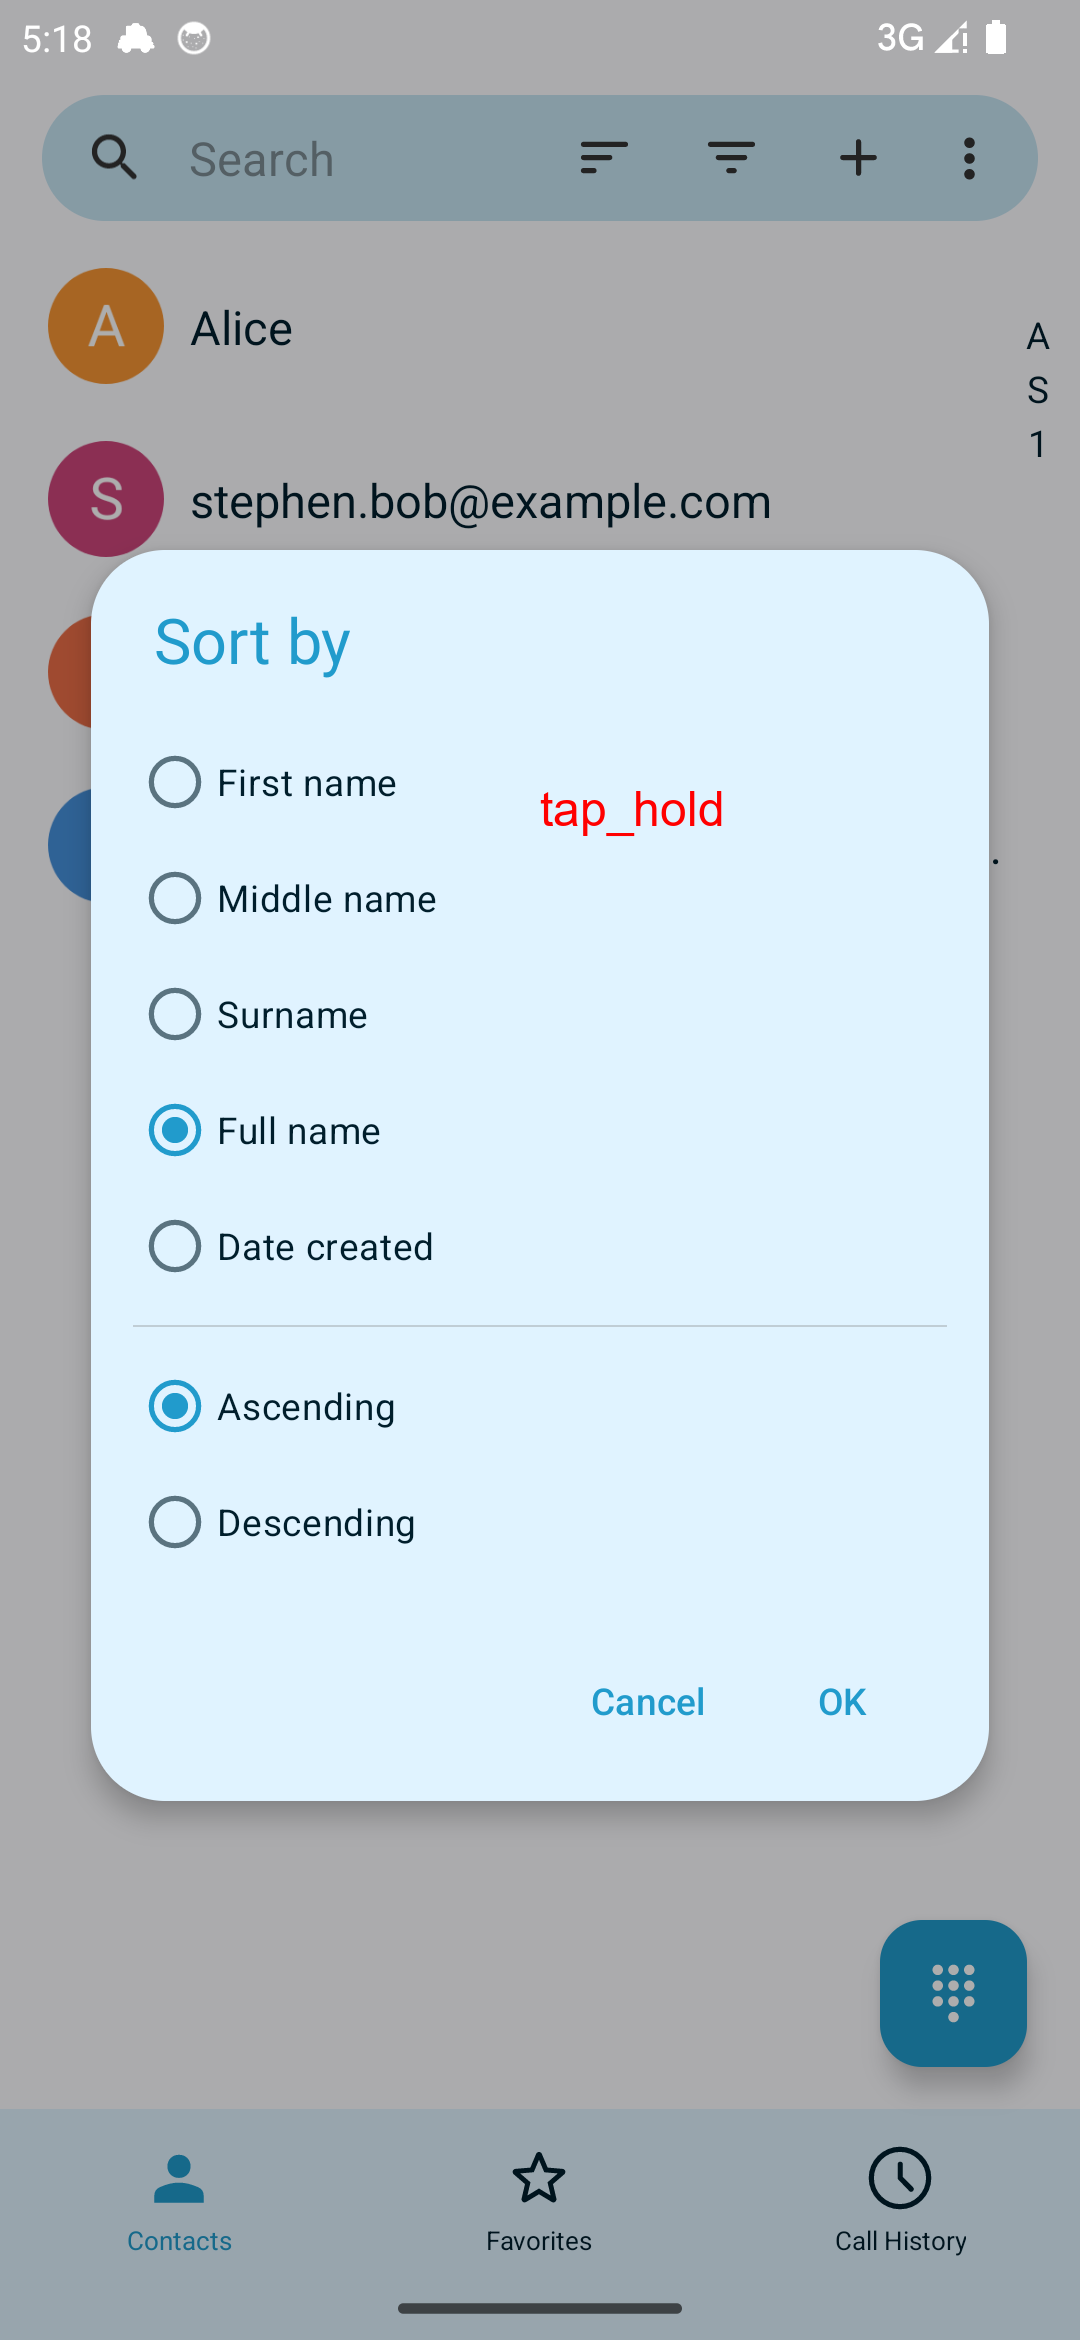 5:18
3G
Search
A
Alice
A
S
1
S
stephen.bob@example.com
Sort by
First name
tap_hold
Middle name
.
Surname
Full name
Date created
Ascending
Descending
Cancel
OK
Contacts
Favorites
Call History